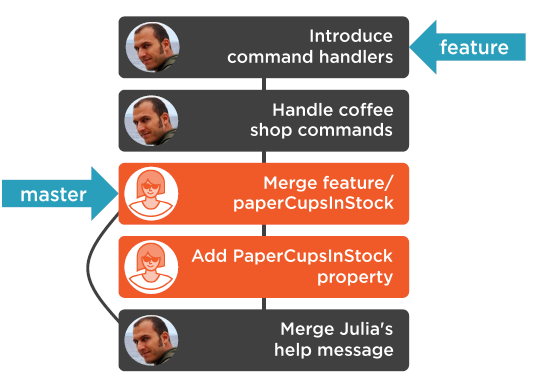 Introduce
command handlers
feature
Handle coffee
shop commands
master
Merge feature/
paperCupsInStock
Add PaperCupsInStock
property
Merge Julia's
help message